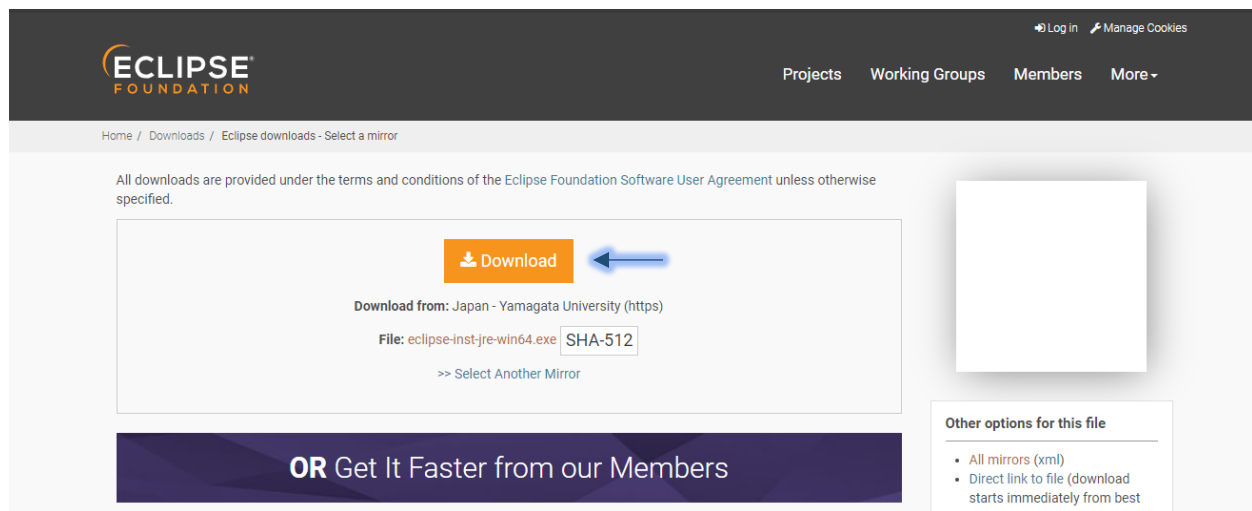 Log in Manage Cookies
ECLIPSE®
FOUNDATION
Projects Working Groups Members More
Home / Downloads / Eclipse downloads - Select a mirror
All downloads are provided under the terms and conditions of the Eclipse Foundation Software User Agreement unless otherwise
specified.
Download
Download from: Japan - Yamagata University (https)
File: eclipse-inst-jre-win64.exe SHA-512
>> Select Another Mirror
OR Get It Faster from our Members
Other options for this file
• All mirrors (xml)
• Direct link to file (download
starts immediately from best